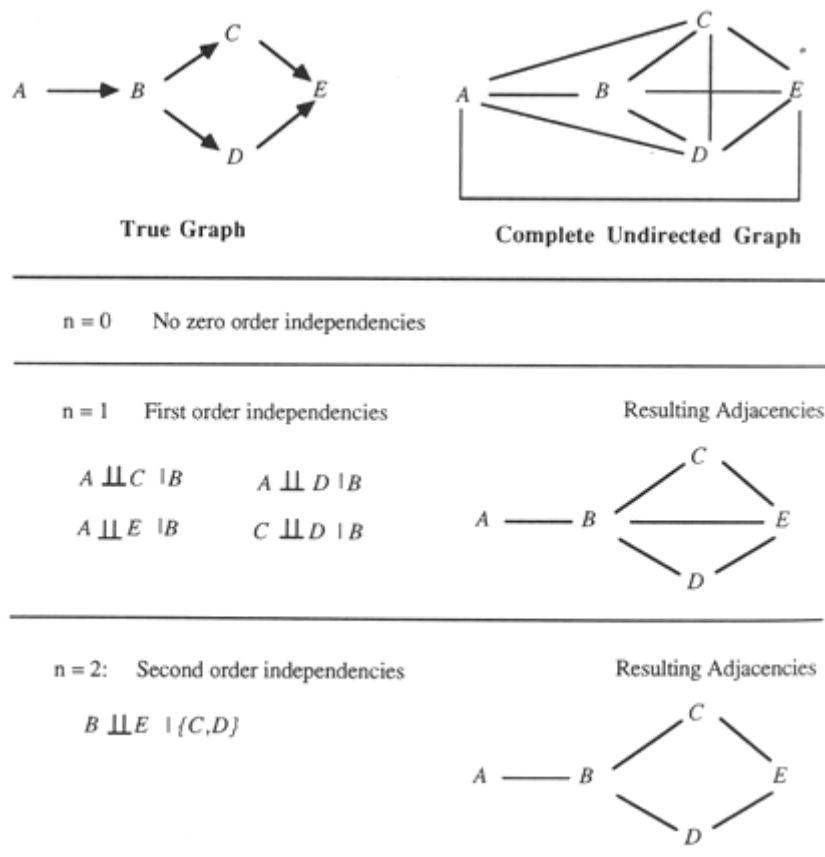 C
A B E
D
True Graph
C
A B E
D
Complete Undirected Graph
n = 0 No zero order independencies
n = 1 First order independencies Resulting Adjacencies
A ⫫ C | B A ⫫ D | B
A ⫫ E | B C ⫫ D | B
C
A B E
D
n = 2: Second order independencies Resulting Adjacencies
B ⫫ E | {C,D}
C
A B E
D